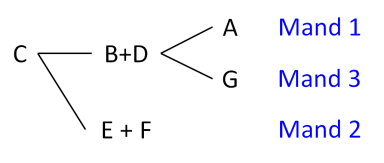 A Mand 1
C B+D
G Mand 3
E + F Mand 2